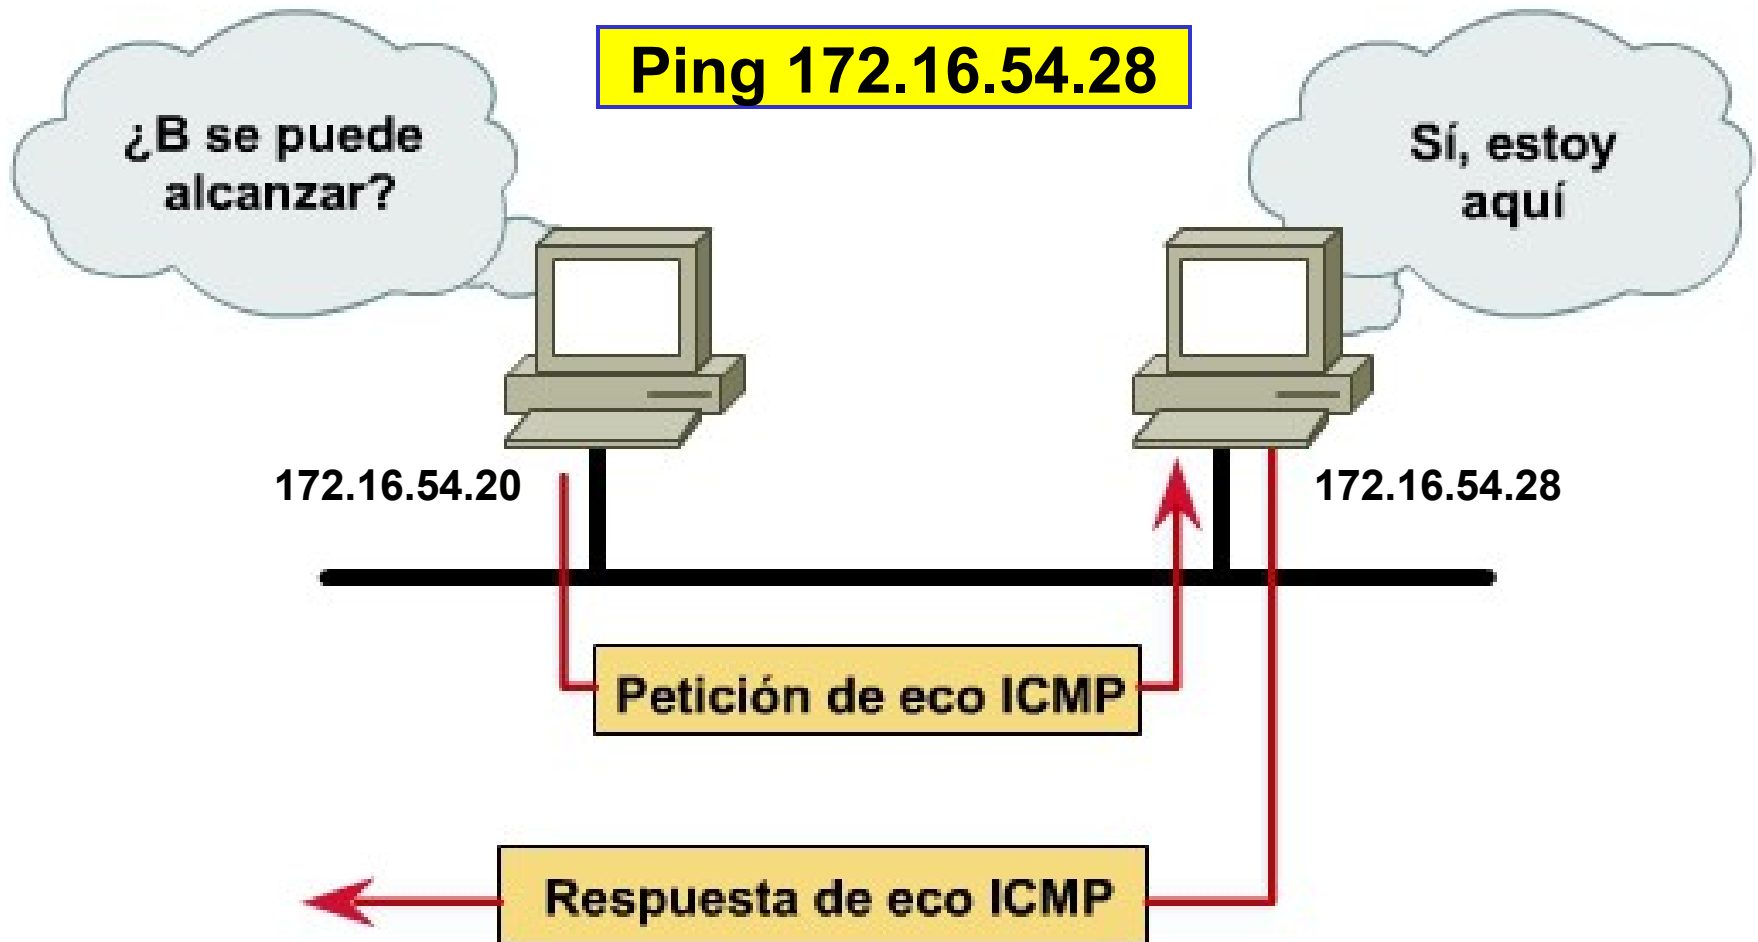 Ping 172.16.54.28
¿B se puede
alcanzar?
Sí, estoy
aquí
172.16.54.20
172.16.54.28
Petición de eco ICMP
Respuesta de eco ICMP